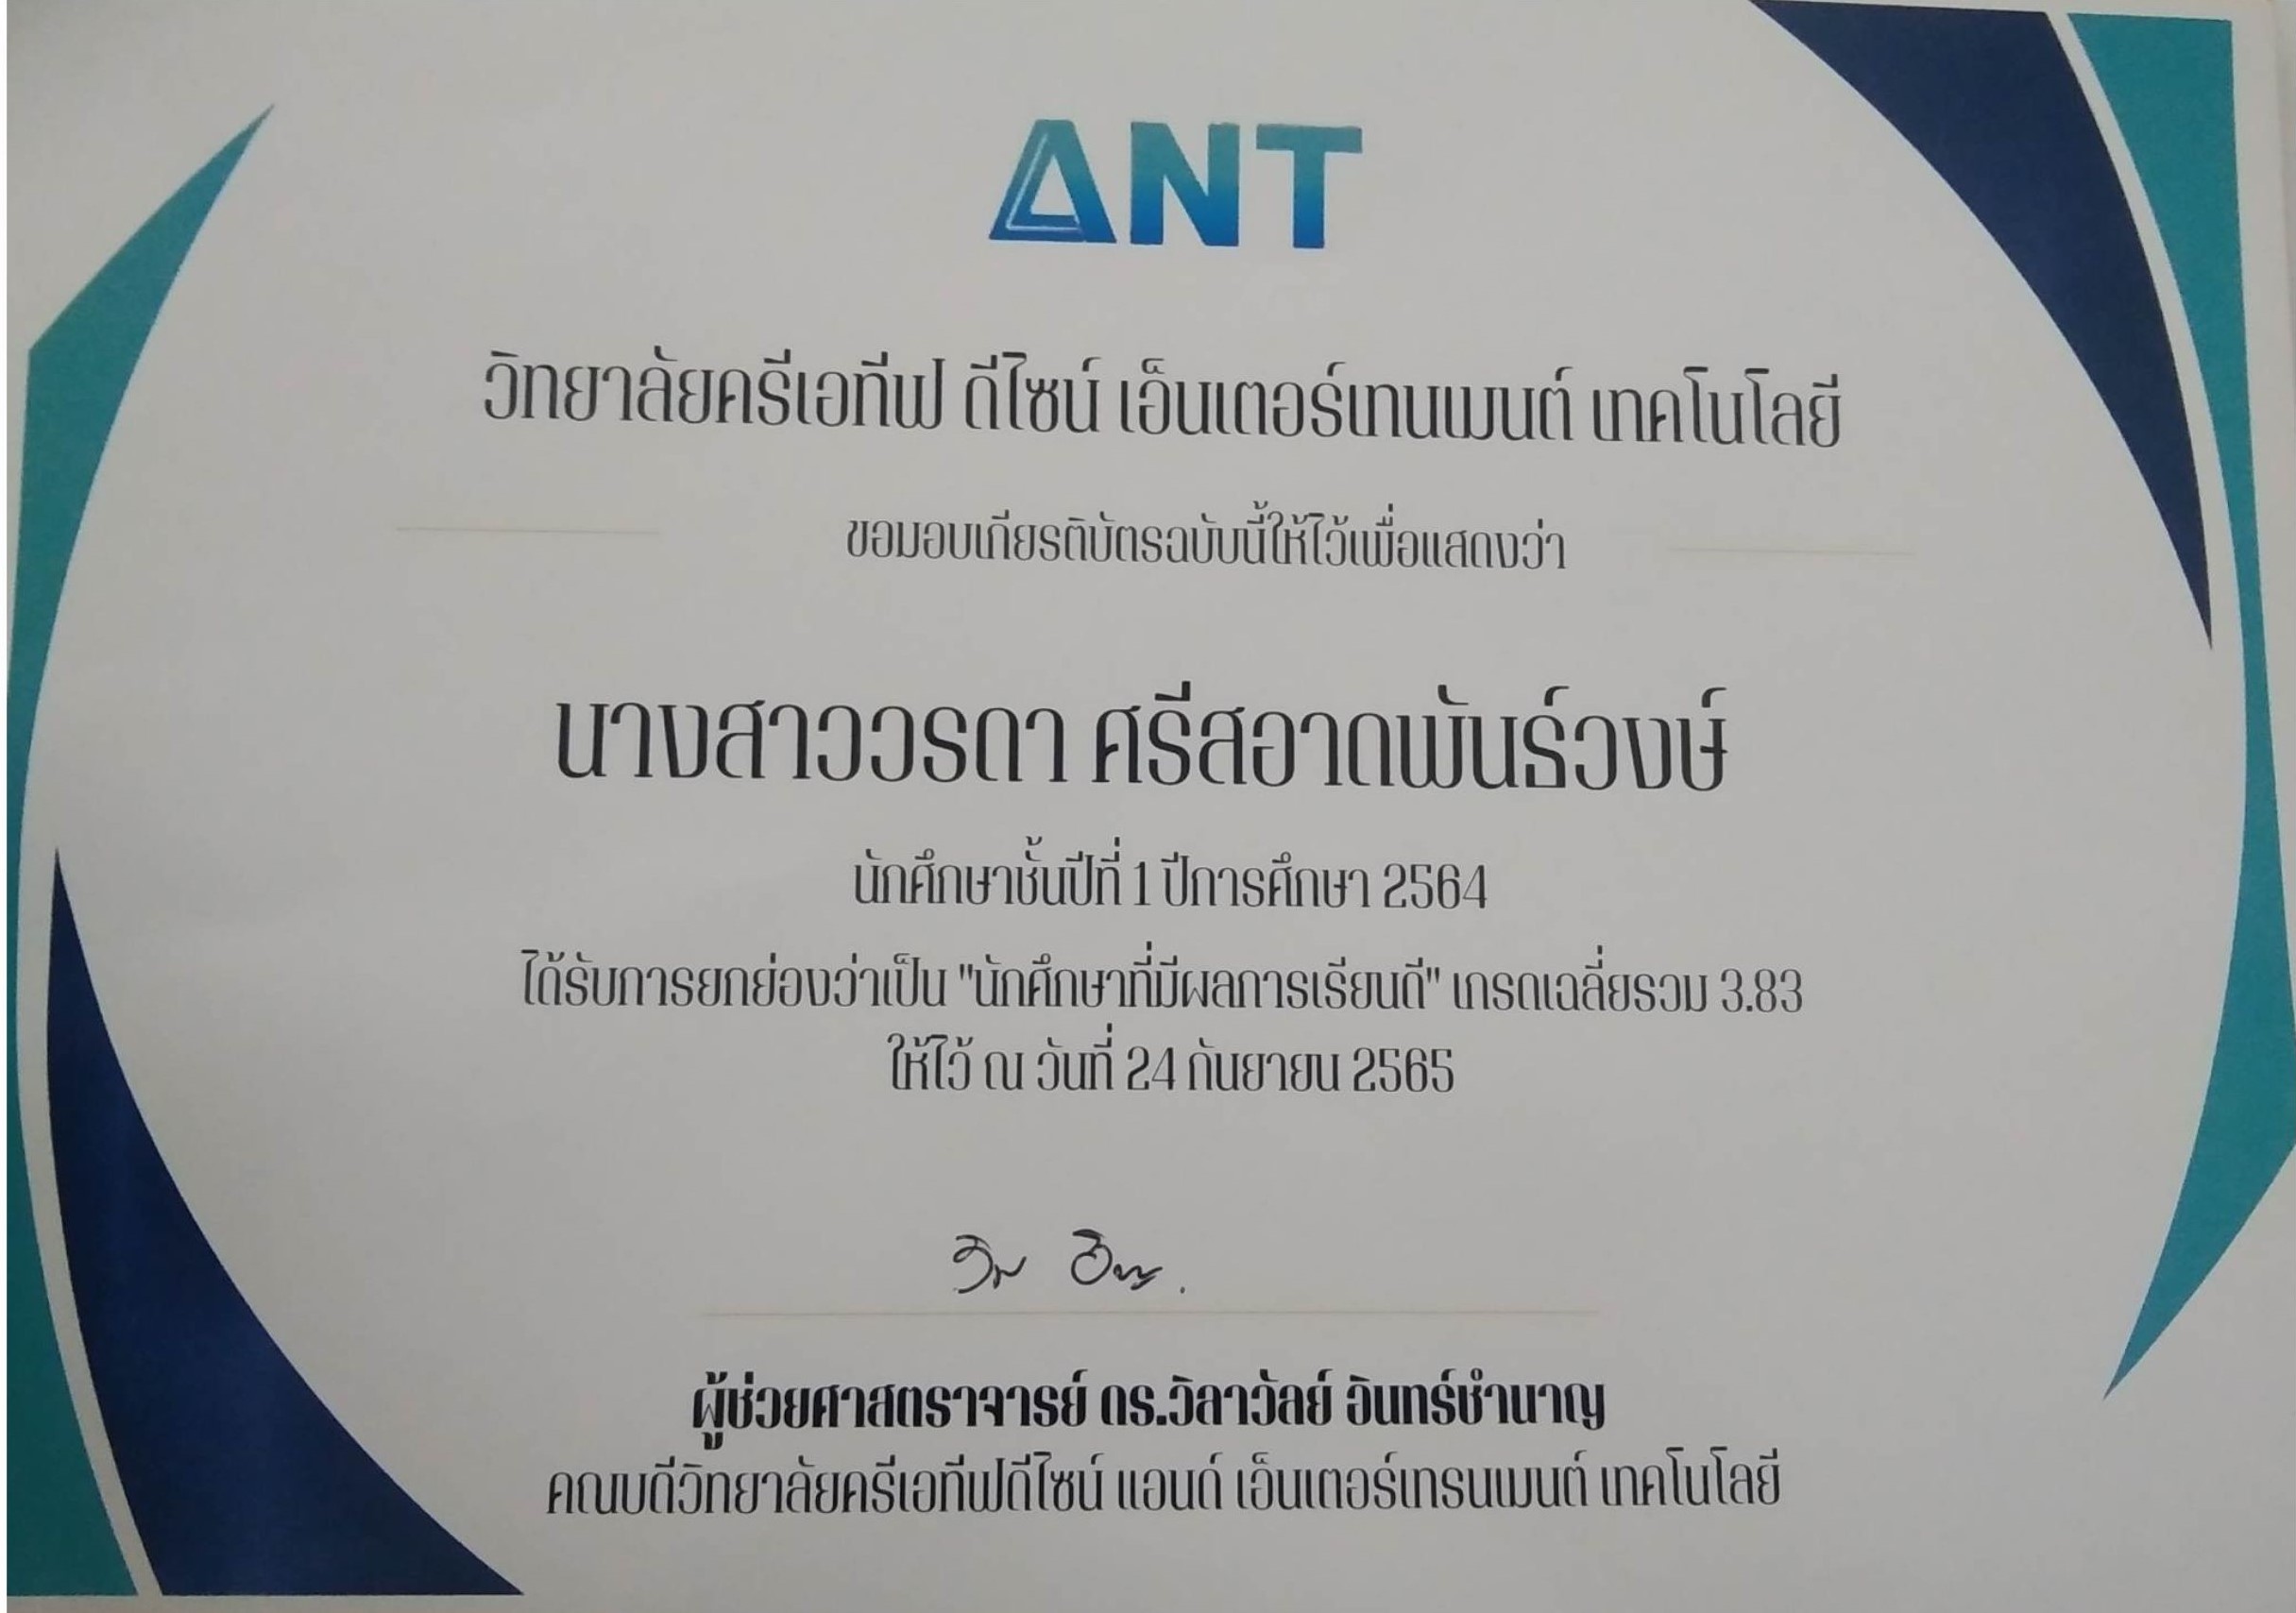 ANT
วิทยาลัยครีเอทีฟ ดีไซน์ เอ็นเตอร์เทนเมนต์ เทคโนโลยี
ขอมอบเกียรติบัตรฉบับนี้ให้ไว้เพื่อแสดงว่า
นางสาววรดา ศรีสอาดพันธ์วงษ์
นักศึกษาชั้นปีที่ 1 ปีการศึกษา 2564
ได้รับการยกย่องว่าเป็น "นักศึกษาที่มีผลการเรียนดี" เกรดเฉลี่ยรวม 3.83
ให้ไว้ ณ วันที่ 24 กันยายน 2565
ผู้ช่วยศาสตราจารย์ ดร.วิลาวัลย์ อินทร์ชำนาญ
คณบดีวิทยาลัยครีเอทีฟดีไซน์ แอนด์ เอ็นเตอร์เทรนเมนต์ เทคโนโลยี